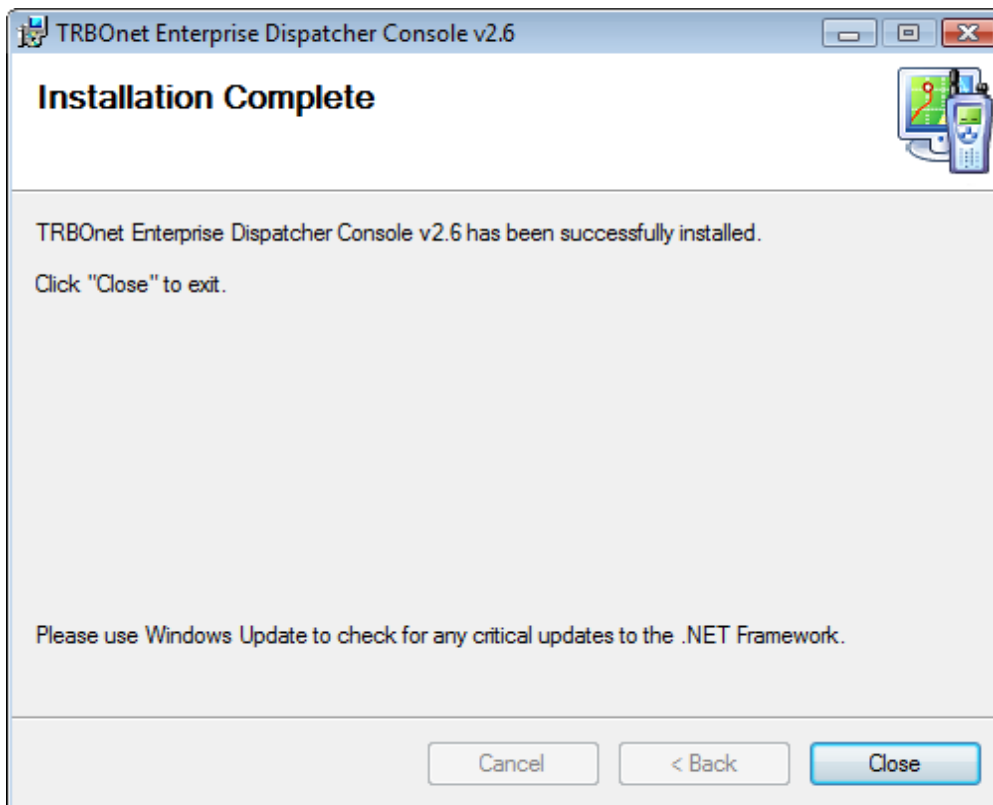 TRBOnet Enterprise Dispatcher Console v2.6
Installation Complete
TRBOnet Enterprise Dispatcher Console v2.6 has been successfully installed.
Click "Close" to exit.
Please use Windows Update to check for any critical updates to the .NET Framework.
Cancel
< Back
Close